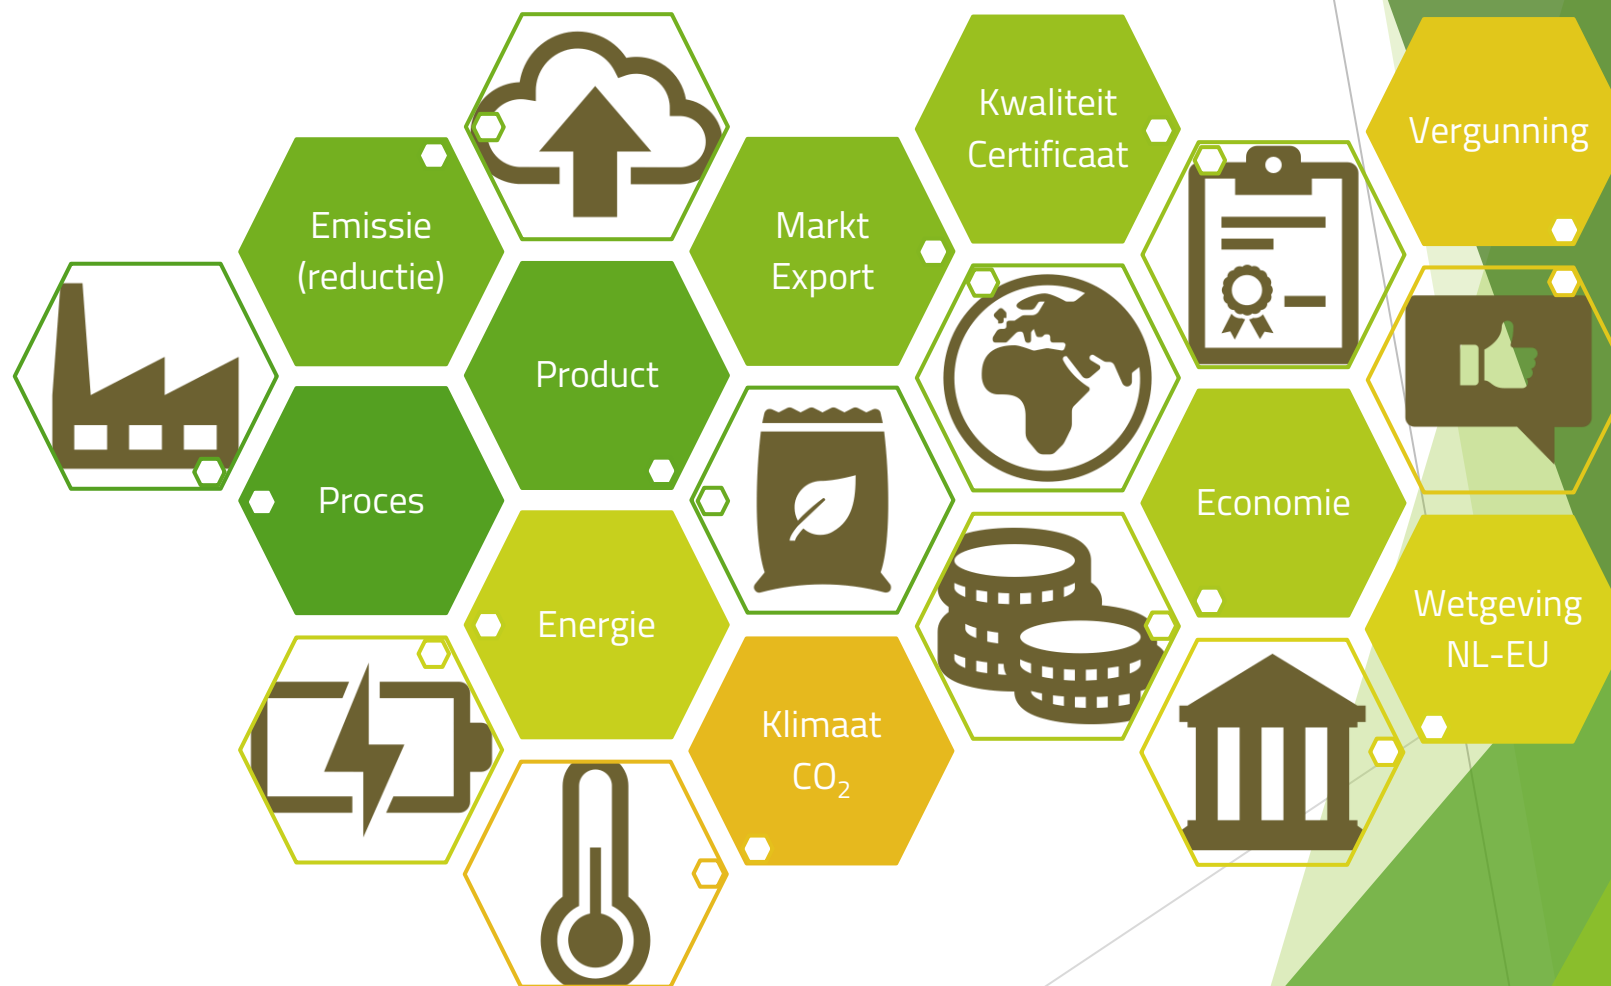 Kwaliteit
Certificaat
Vergunning
Emissie
(reductie)
Markt
Export
Product
Proces
Economie
Energie
Wetgeving
NL-EU
Klimaat
CO₂